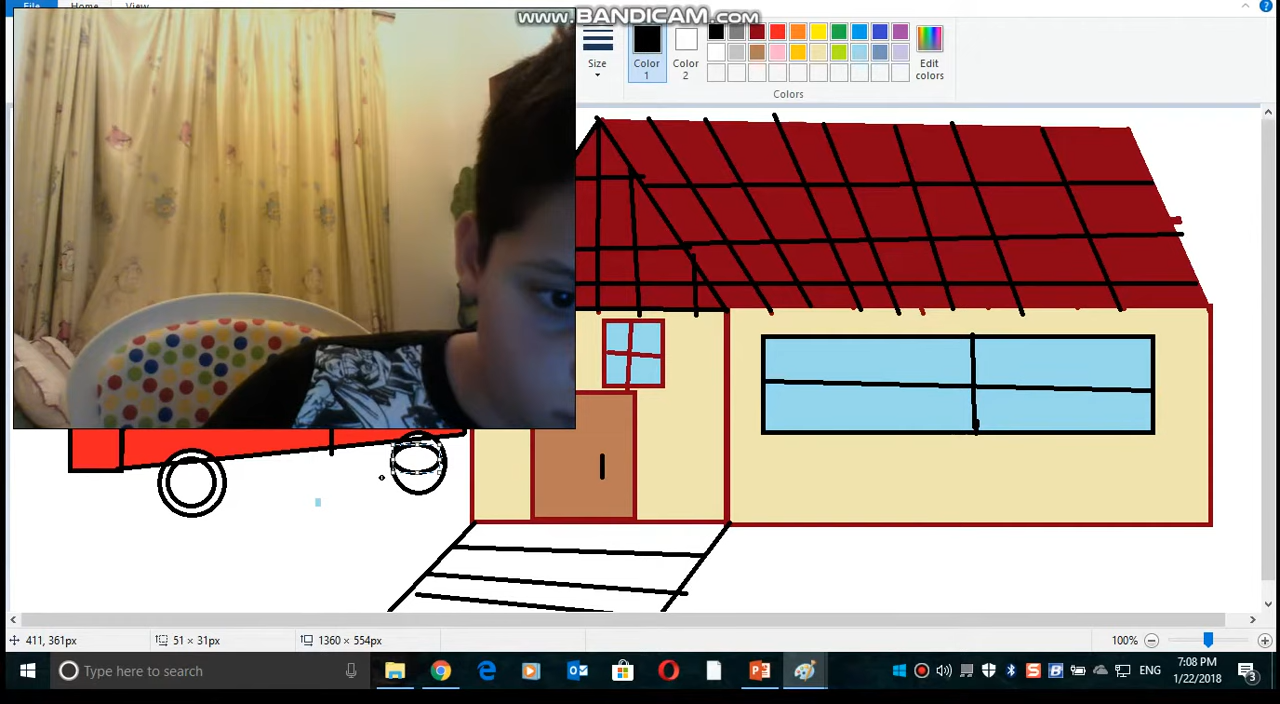 www.BANDICAM.com
File
Home
View
Size
Color
1
Color
2
Edit
colors
Colors
411, 361px
51 × 31px
1360 × 554px
100%
Type here to search
ENG
7:08 PM
1/22/2018
3